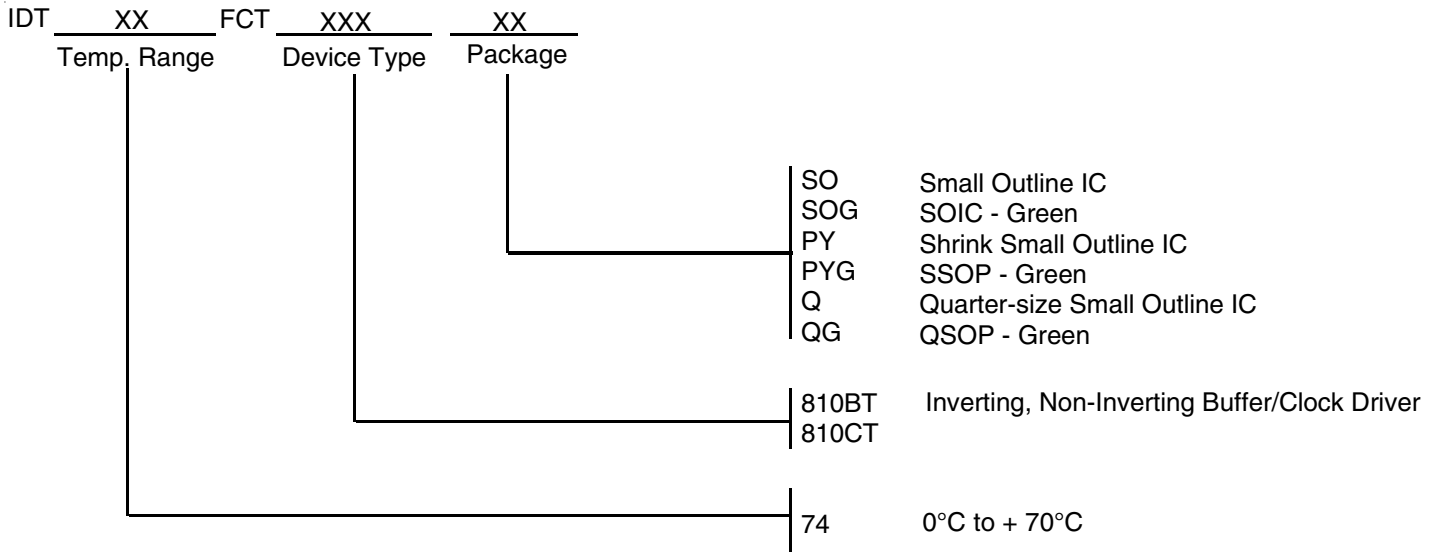 IDT XX FCT XXX XX
Temp. Range Device Type Package
SO Small Outline IC
SOG SOIC - Green
PY Shrink Small Outline IC
PYG SSOP - Green
Q Quarter-size Small Outline IC
QG QSOP - Green
810BT Inverting, Non-Inverting Buffer/Clock Driver
810CT
74 0°C to + 70°C